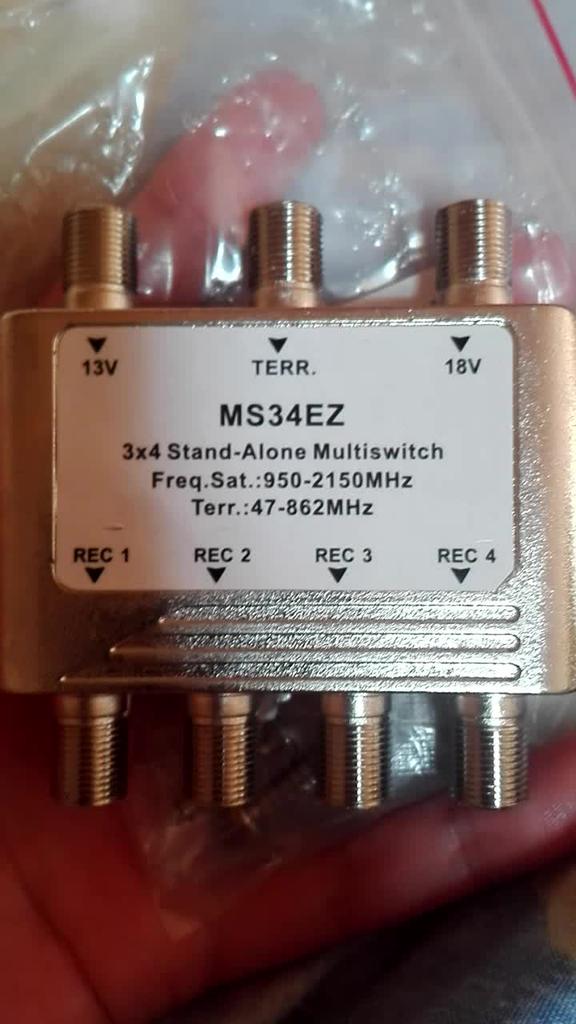 13V TERR. 18V
MS34EZ
3x4 Stand-Alone Multiswitch
Freq.Sat.:950-2150MHz
Terr.:47-862MHz
REC 1 REC 2 REC 3 REC 4